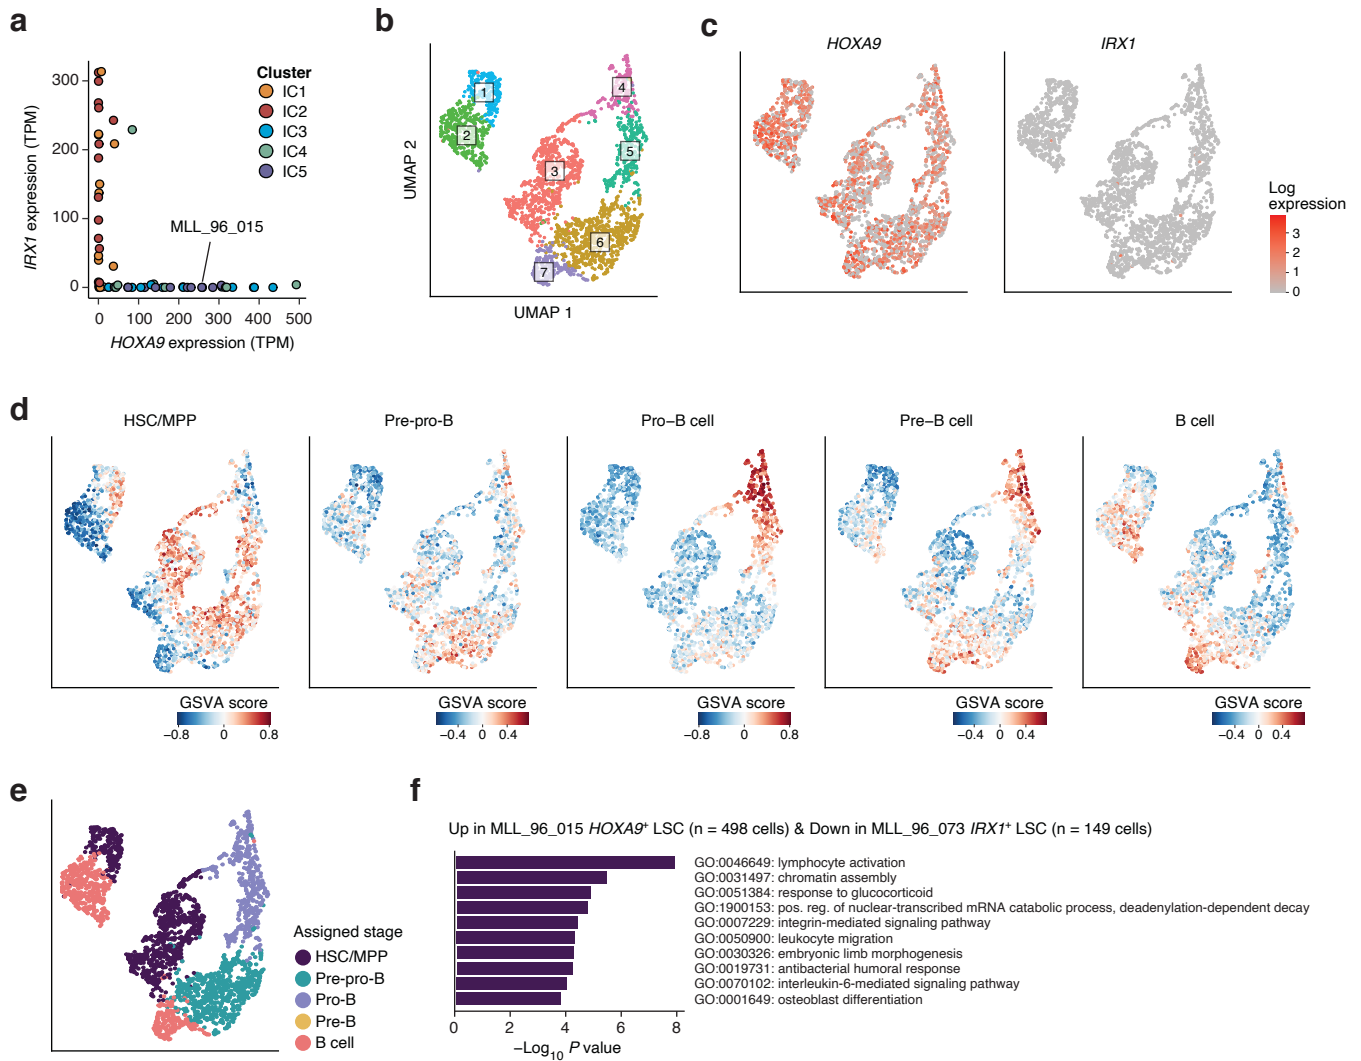 a
IRX1 expression (TPM)
300
200
100
0
0 100 200 300 400 500
HOXA9 expression (TPM)
MLL_96_015
Cluster
IC1
IC2
IC3
IC4
IC5
b
UMAP 2
UMAP 1
1
2
3
4
5
6
7
c
HOXA9
IRX1
Log
expression
3
2
1
0
d
HSC/MPP
Pre-pro-B
Pro–B cell
Pre–B cell
B cell
GSVA score
−0.8 0 0.8
GSVA score
−0.4 0 0.4
GSVA score
−0.8 0 0.8
GSVA score
−0.4 0 0.4
GSVA score
−0.4 0 0.4
e
Assigned stage
HSC/MPP
Pre-pro-B
Pro-B
Pre-B
B cell
f
Up in MLL_96_015 HOXA9+ LSC (n = 498 cells) & Down in MLL_96_073 IRX1+ LSC (n = 149 cells)
GO:0046649: lymphocyte activation
GO:0031497: chromatin assembly
GO:0051384: response to glucocorticoid
GO:1900153: pos. reg. of nuclear-transcribed mRNA catabolic process, deadenylation-dependent decay
GO:0007229: integrin-mediated signaling pathway
GO:0050900: leukocyte migration
GO:0030326: embryonic limb morphogenesis
GO:0019731: antibacterial humoral response
GO:0070102: interleukin-6-mediated signaling pathway
GO:0001649: osteoblast differentiation
0 2 4 6 8
−Log10 P value